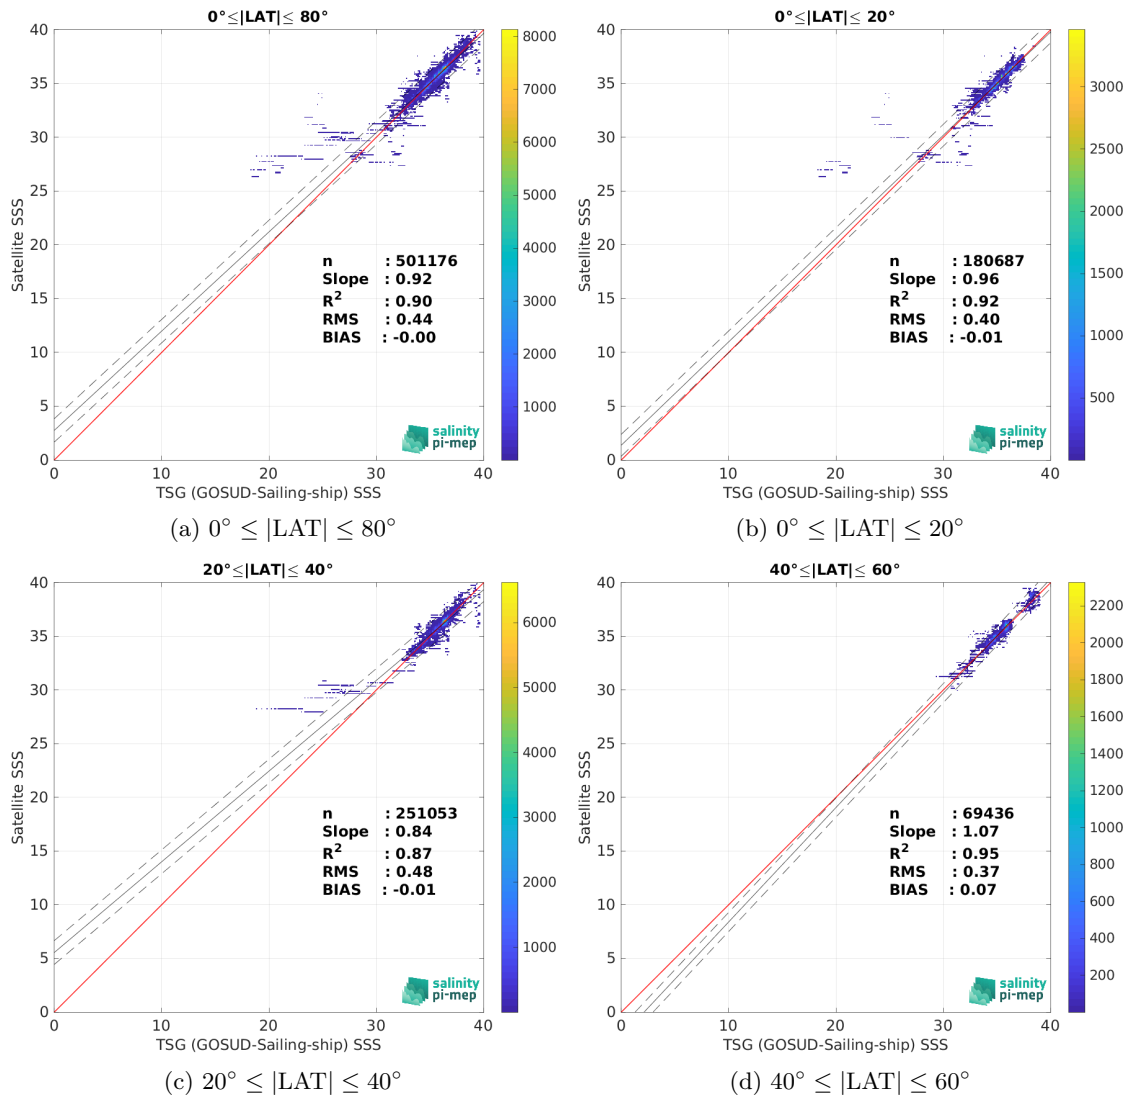 0°≤|LAT|≤ 80°
Satellite SSS
40
35
30
25
20
15
10
5
0
0 10 20 30 40
TSG (GOSUD-Sailing-ship) SSS
n : 501176
Slope : 0.92
R² : 0.90
RMS : 0.44
BIAS : -0.00
salinity
pi-mep
8000
7000
6000
5000
4000
3000
2000
1000
(a) 0° ≤ |LAT| ≤ 80°
0°≤|LAT|≤ 20°
Satellite SSS
40
35
30
25
20
15
10
5
0
0 10 20 30 40
TSG (GOSUD-Sailing-ship) SSS
n : 180687
Slope : 0.96
R² : 0.92
RMS : 0.40
BIAS : -0.01
salinity
pi-mep
3000
2500
2000
1500
1000
500
(b) 0° ≤ |LAT| ≤ 20°
20°≤|LAT|≤ 40°
Satellite SSS
40
35
30
25
20
15
10
5
0
0 10 20 30 40
TSG (GOSUD-Sailing-ship) SSS
n : 251053
Slope : 0.84
R² : 0.87
RMS : 0.48
BIAS : -0.01
salinity
pi-mep
6000
5000
4000
3000
2000
1000
(c) 20° ≤ |LAT| ≤ 40°
40°≤|LAT|≤ 60°
Satellite SSS
40
35
30
25
20
15
10
5
0
0 10 20 30 40
TSG (GOSUD-Sailing-ship) SSS
n : 69436
Slope : 1.07
R² : 0.95
RMS : 0.37
BIAS : 0.07
salinity
pi-mep
2200
2000
1800
1600
1400
1200
1000
800
600
400
200
(d) 40° ≤ |LAT| ≤ 60°